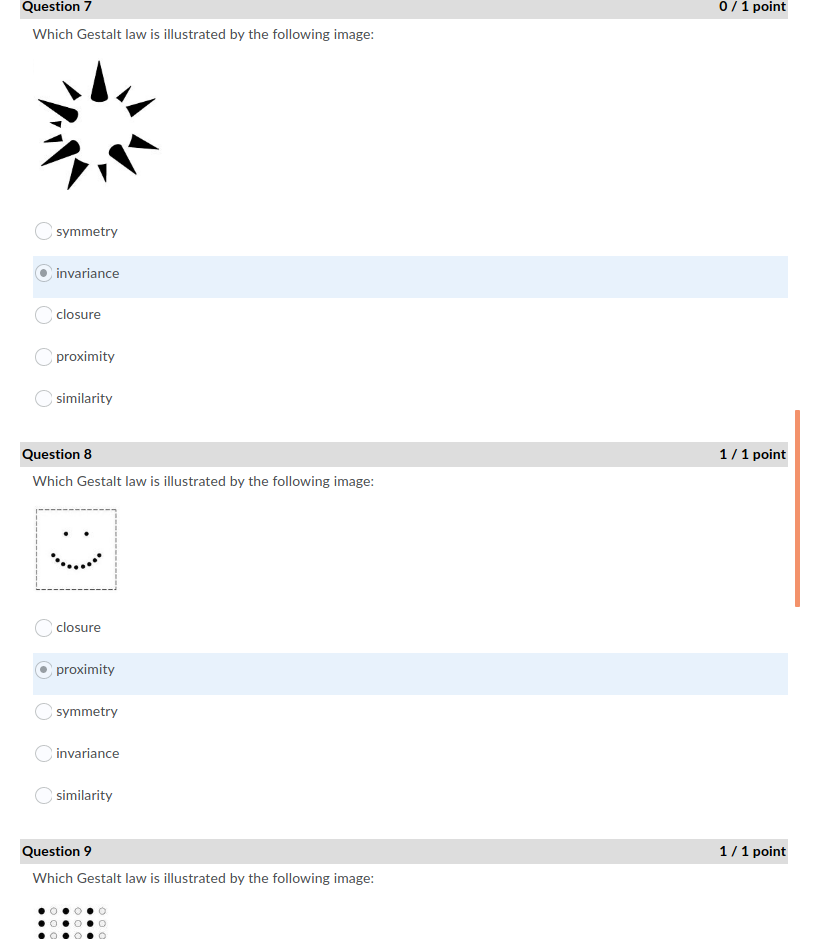 Question 7 0 / 1 point
Which Gestalt law is illustrated by the following image:
symmetry
invariance
closure
proximity
similarity
Question 8 1 / 1 point
Which Gestalt law is illustrated by the following image:
closure
proximity
symmetry
invariance
similarity
Question 9 1 / 1 point
Which Gestalt law is illustrated by the following image: